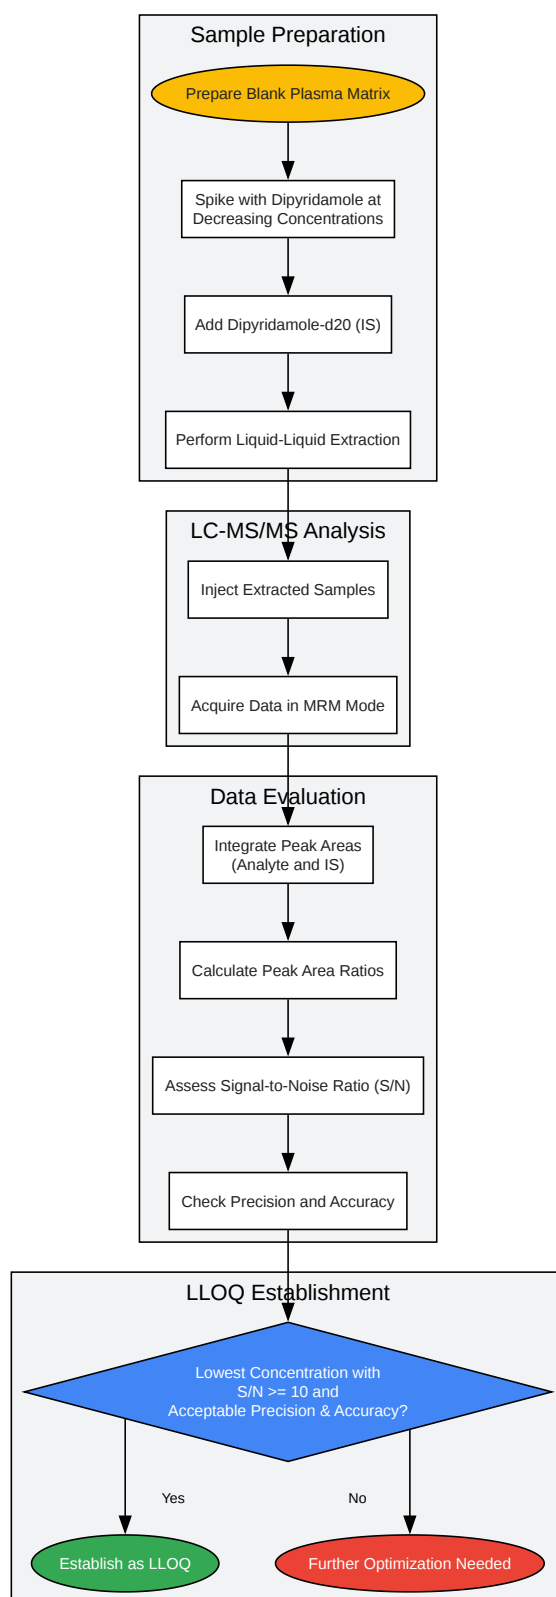 Sample Preparation
Prepare Blank Plasma Matrix
Spike with Dipyridamole at
Decreasing Concentrations
Add Dipyridamole-d20 (IS)
Perform Liquid-Liquid Extraction
LC-MS/MS Analysis
Inject Extracted Samples
Acquire Data in MRM Mode
Data Evaluation
Integrate Peak Areas
(Analyte and IS)
Calculate Peak Area Ratios
Assess Signal-to-Noise Ratio (S/N)
Check Precision and Accuracy
LLOQ Establishment
Lowest Concentration with
S/N >= 10 and
Acceptable Precision & Accuracy?
Yes
No
Establish as LLOQ
Further Optimization Needed